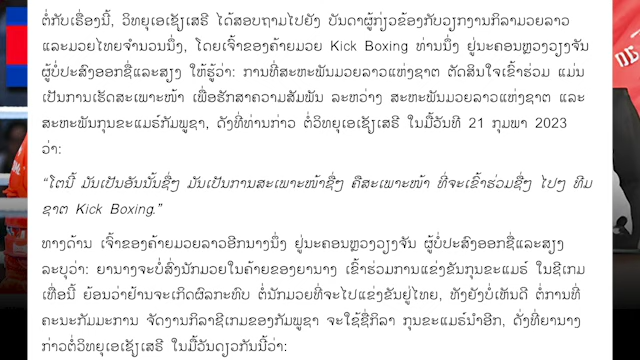 ຕໍ່ກັບເຣື່ອງນີ້, ວິທຍຸເອເຊັຽເສຣີ ໄດ້ສອບຖາມໄປຍັງ ບັນດາຜູ້ກ່ຽວຂ້ອງກັບວຽກງານກິລາມວຍລາວ
ແລະມວຍໄທຍຈຳນວນນຶ່ງ, ໂດຍເຈົ້າຂອງຄ້າຍມວຍ Kick Boxing ທ່ານນຶ່ງ ຢູ່ນະຄອນຫຼວງວຽງຈັນ
ຜູ້ບໍ່ປະສົງອອກຊື່ແລະສຽງ ໃຫ້ຮູ້ວ່າ: ການທີ່ສະຫະພັນມວຍລາວແຫ່ງຊາຕ ຕັດສິນໃຈເຂົ້າຮ່ວມ ແມ່ນ
ເປັນການເຮັດສະເພາະໜ້າ ເພື່ອຮັກສາຄວາມສັມພັນ ລະຫວ່າງ ສະຫະພັນມວຍລາວແຫ່ງຊາຕ ແລະ
ສະຫະພັນກຸນຂະແມຣ໌ກັມພູຊາ, ດັງທີ່ທ່ານກ່າວ ຕໍ່ວິທຍຸເອເຊັຽເສຣີ ໃນມື້ວັນທີ 21 ກຸມພາ 2023
ວ່າ:
“ໂຕນີ້ ມັນເປັນອັນນັ້ນຊື່ໆ ມັນເປັນການສະເພາະໜ້າຊື່ໆ ຄືສະເພາະໜ້າ ທີ່ຈະເຂົ້າຮ່ວມຊື່ໆ ໄປໆ ທີມ
ຊາຕ Kick Boxing.”
ທາງດ້ານ ເຈົ້າຂອງຄ້າຍມວຍລາວອີກນາງນຶ່ງ ຢູ່ນະຄອນຫຼວງວຽງຈັນ ຜູ້ບໍ່ປະສົງອອກຊື່ແລະສຽງ
ລະບຸວ່າ: ຍານາງຈະບໍ່ສົ່ງນັກມວຍໃນຄ້າຍຂອງຍານາງ ເຂົ້າຮ່ວມການແຂ່ງຂັນກຸນຂະແມຣ໌ ໃນຊີເກມ
ເທື່ອນີ້ ຍ້ອນວ່າຢ້ານຈະເກີດຜົລກະທົບ ຕໍ່ນັກມວຍທີ່ຈະໄປແຂ່ງຂັນຢູ່ໄທຍ, ທັງຍັງບໍ່ເຫັນດີ ຕໍ່ການທີ່
ຄະນະກັມມະການ ຈັດງານກິລາຊີເກມຂອງກັມພູຊາ ຈະໃຊ້ຊື່ກິລາ ກຸນຂະແມຣ໌ນຳອີກ, ດັ່ງທີ່ຍານາງ
ກ່າວຕໍ່ວິທຍຸເອເຊັຽເສຣີ ໃນມື້ວັນດຽວກັນນີ້ວ່າ: